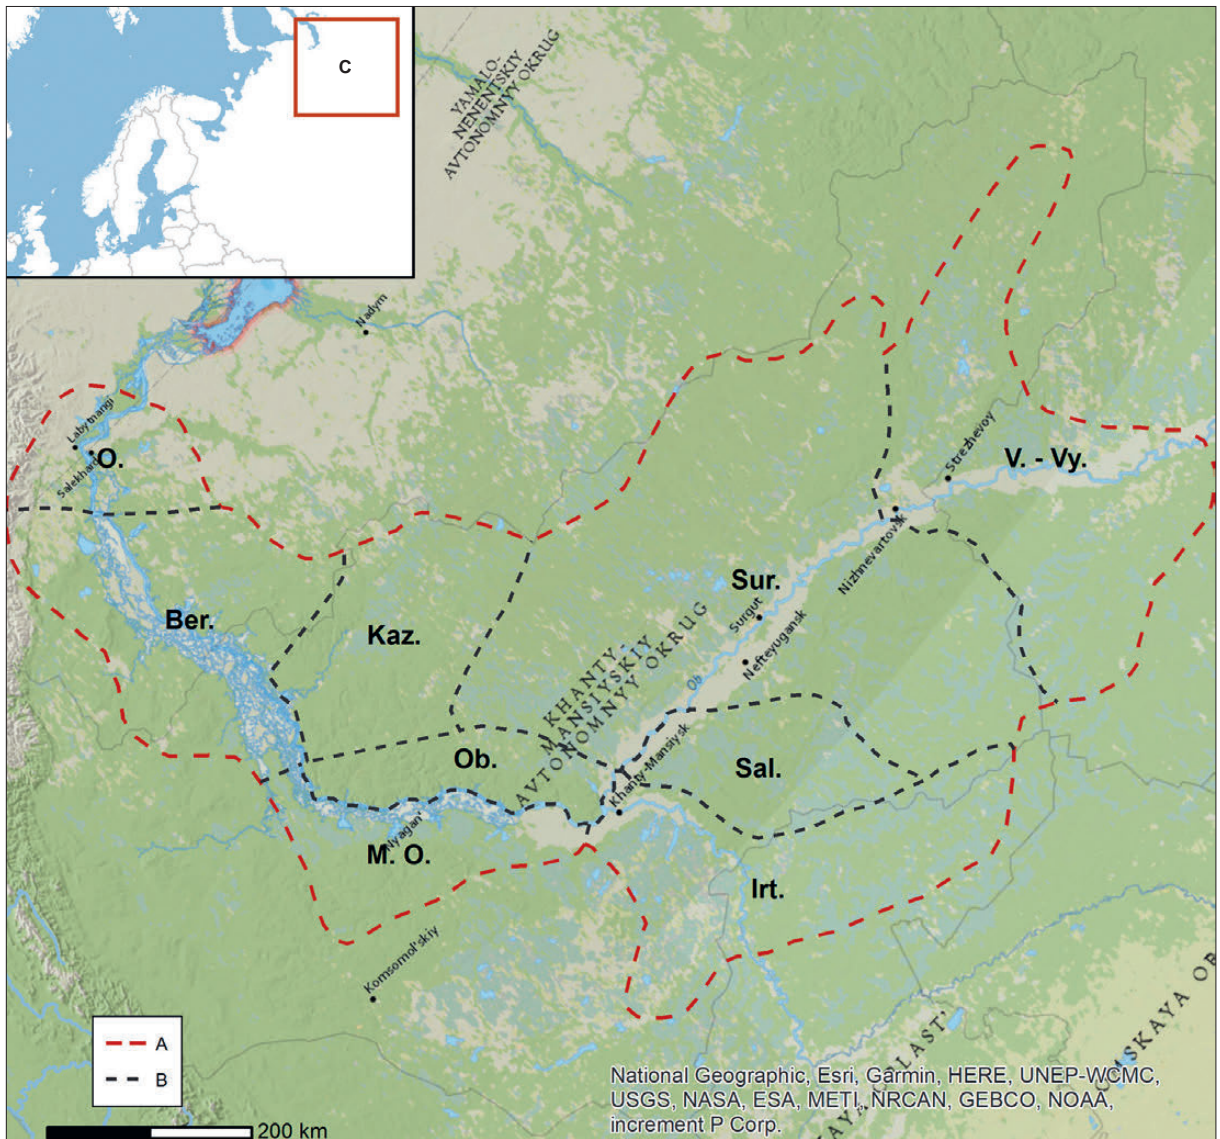 C
YAMALO-
NENENTSKIY
AVTONOMNYY OKRUG
Nadym
Labytnangi
Salekhard
O.
Strezhevoy
V. - Vy.
Nizhnevartovsk
Sur.
Surgut
Nefteyugansk
Ber.
Kaz.
KHANTY-
MANSIYSKIY
AVTONOMNYY OKRUG
Ob
Ob.
Khanty-Mansiysk
Sal.
Nyagan'
M. O.
Irt.
Komsomol'skiy
OMSKAYA OB
A
B
National Geographic, Esri, Garmin, HERE, UNEP-WCMC,
USGS, NASA, ESA, METI, NRCAN, GEBCO, NOAA,
increment P Corp.
200 km